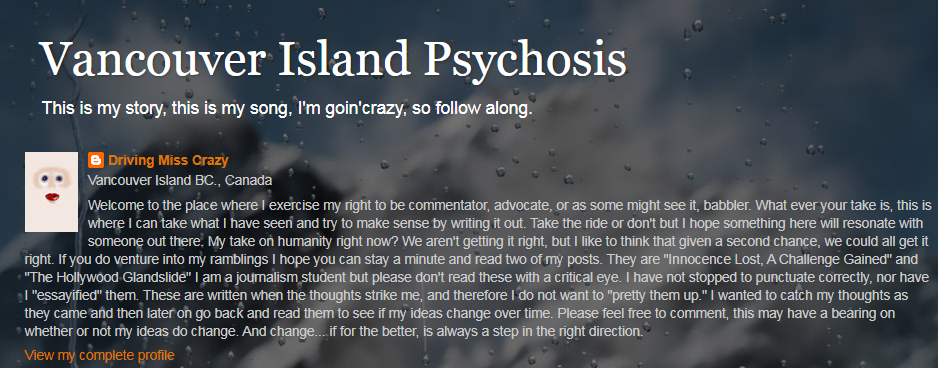 Vancouver Island Psychosis
This is my story, this is my song, I'm goin'crazy, so follow along.
Driving Miss Crazy
Vancouver Island BC., Canada
Welcome to the place where I exercise my right to be commentator, advocate, or as some might see it, babbler. What ever your take is, this is
where I can take what I have seen and try to make sense by writing it out. Take the ride or don't but I hope something here will resonate with
someone out there. My take on humanity right now? We aren't getting it right, but I like to think that given a second chance, we could all get it
right. If you do venture into my ramblings I hope you can stay a minute and read two of my posts. They are "Innocence Lost, A Challenge Gained" and
"The Hollywood Glandslide" I am a journalism student but please don't read these with a critical eye. I have not stopped to punctuate correctly, nor have
I "essayified" them. These are written when the thoughts strike me, and therefore I do not want to "pretty them up." I wanted to catch my thoughts as
they came and then later on go back and read them to see if my ideas change over time. Please feel free to comment, this may have a bearing on
whether or not my ideas do change. And change....if for the better, is always a step in the right direction.
View my complete profile